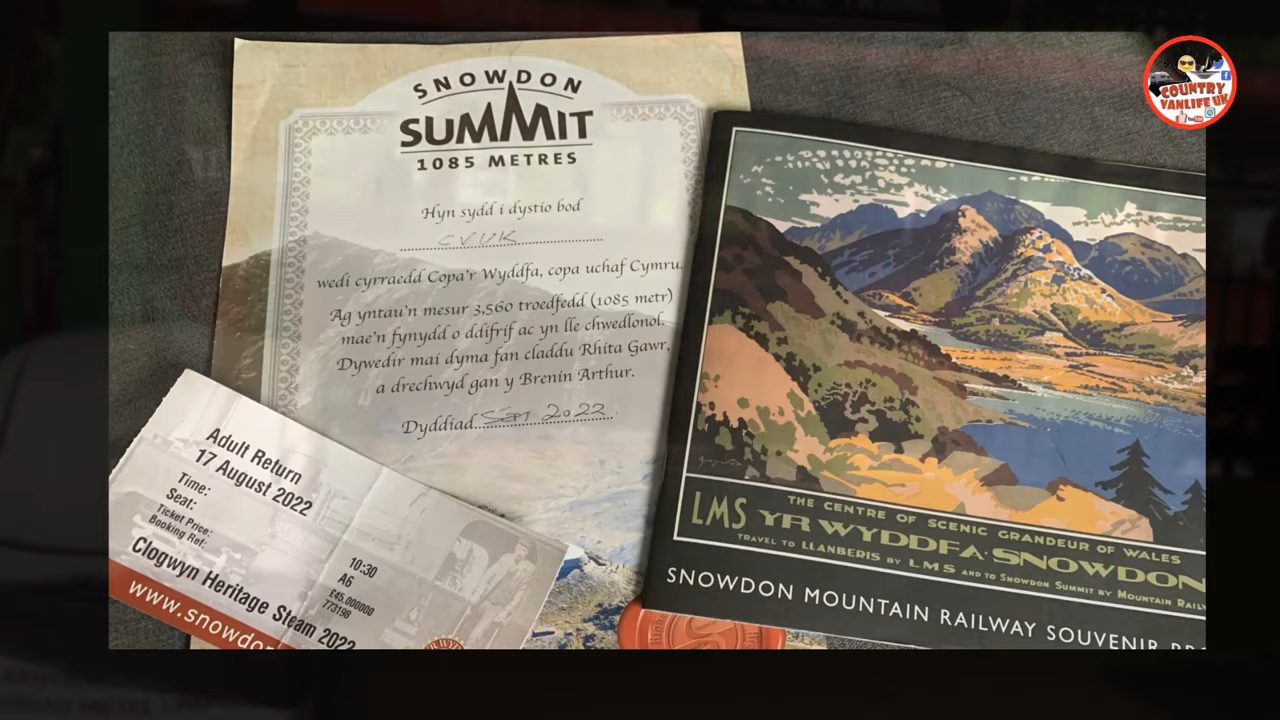 SNOWDON
SUMMIT
1085 METRES
Hyn sydd i dystio bod
CVUK
wedi cyrraedd Copa'r Wyddfa, copa uchaf Cymru.
Ag yntau'n mesur 3,560 troedfedd (1085 metr)
mae'n fynydd o ddifrif ac yn lle chwedlonol.
Dywedir mai dyma fan claddu Rhita Gawr,
a drechwyd gan y Brenin Arthur.
Dyddiad 2022
Adult Return
17 August 2022
Time: 10:30
Seat: A6
Ticket Price: £45.000000
Booking Ref: 773198
Clogwyn Heritage Steam 2022
www.snowdo
LMS
THE CENTRE OF SCENIC GRANDEUR OF WALES
YR WYDDFA·SNOWDON
TRAVEL TO LLANBERIS BY LMS AND TO SNOWDON SUMMIT BY MOUNTAIN
SNOWDON MOUNTAIN RAILWAY SOUVENIR
COUNTRY
VANLIFE UK